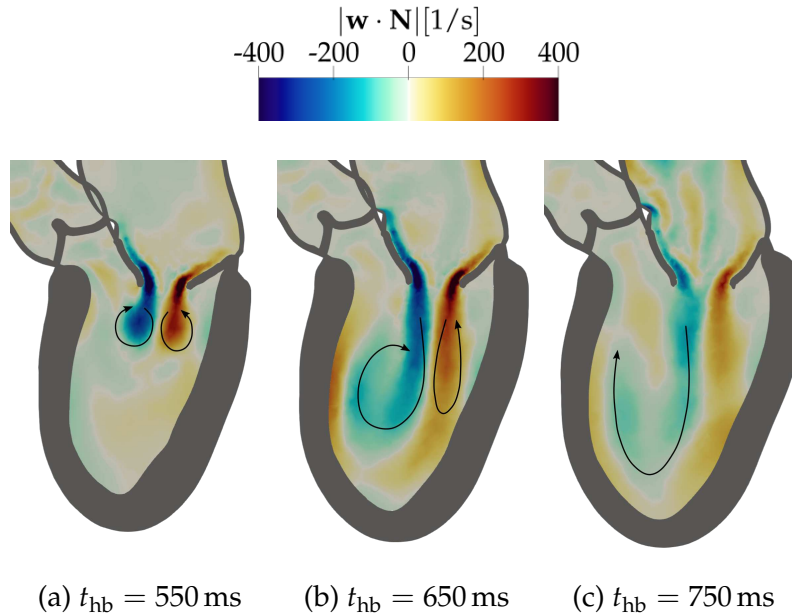 |w · N| [1/s]
-400 -200 0 200 400
(a) t_hb = 550 ms (b) t_hb = 650 ms (c) t_hb = 750 ms